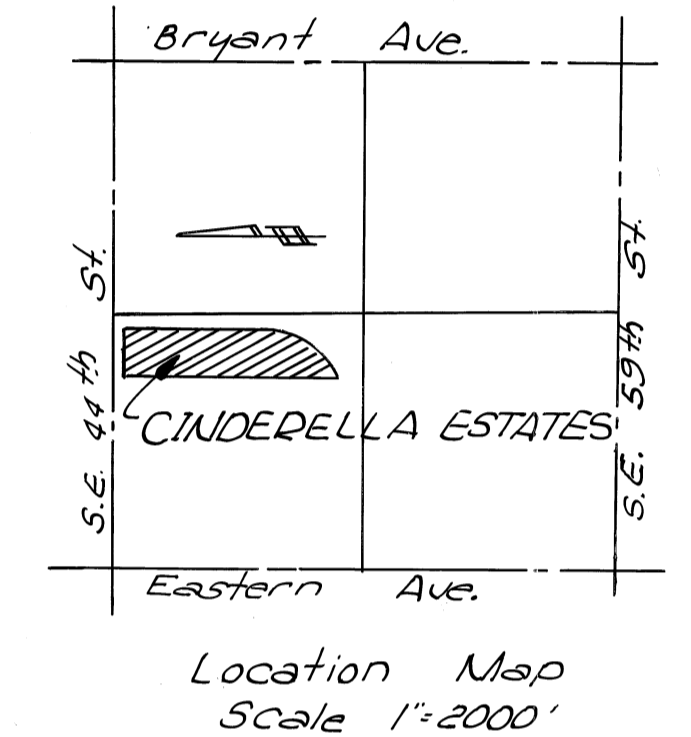 Bryant Ave.
S.E. 44th St.
S.E. 59th St.
CINDERELLA ESTATES
Eastern Ave.
Location Map
Scale 1"=2000'